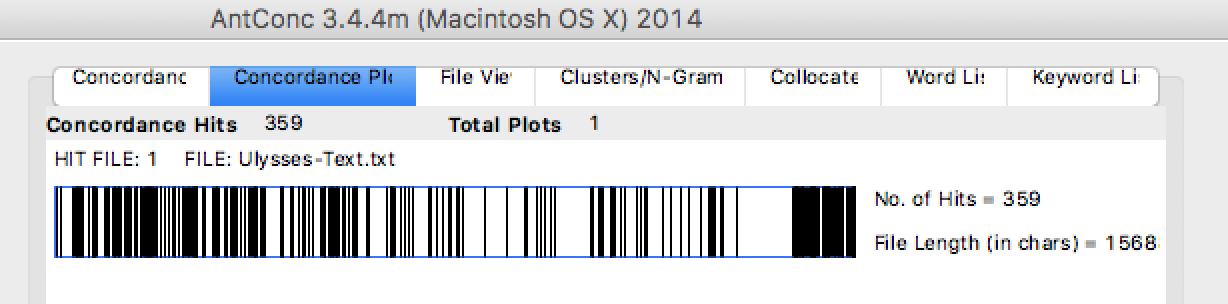 AntConc 3.4.4m (Macintosh OS X) 2014
Concordanc Concordance Plo File Vie Clusters/N-Gram Collocate Word Lis Keyword Li
Concordance Hits 359 Total Plots 1
HIT FILE: 1 FILE: Ulysses-Text.txt
No. of Hits = 359
File Length (in chars) = 1568